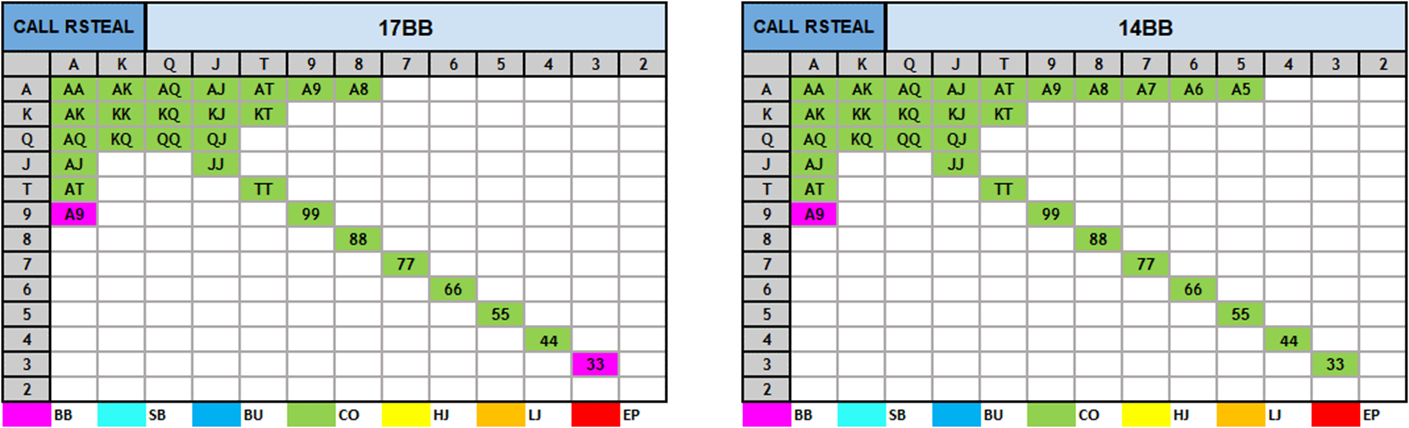 CALL RSTEAL 17BB
A K Q J T 9 8 7 6 5 4 3 2
A AA AK AQ AJ AT A9 A8
K AK KK KQ KJ KT
Q AQ KQ QQ QJ
J AJ JJ
T AT TT
9 A9 99
8 88
7 77
6 66
5 55
4 44
3 33
2
BB SB BU CO HJ LJ EP
CALL RSTEAL 14BB
A K Q J T 9 8 7 6 5 4 3 2
A AA AK AQ AJ AT A9 A8 A7 A6 A5
K AK KK KQ KJ KT
Q AQ KQ QQ QJ
J AJ JJ
T AT TT
9 A9 99
8 88
7 77
6 66
5 55
4 44
3 33
2
BB SB BU CO HJ LJ EP